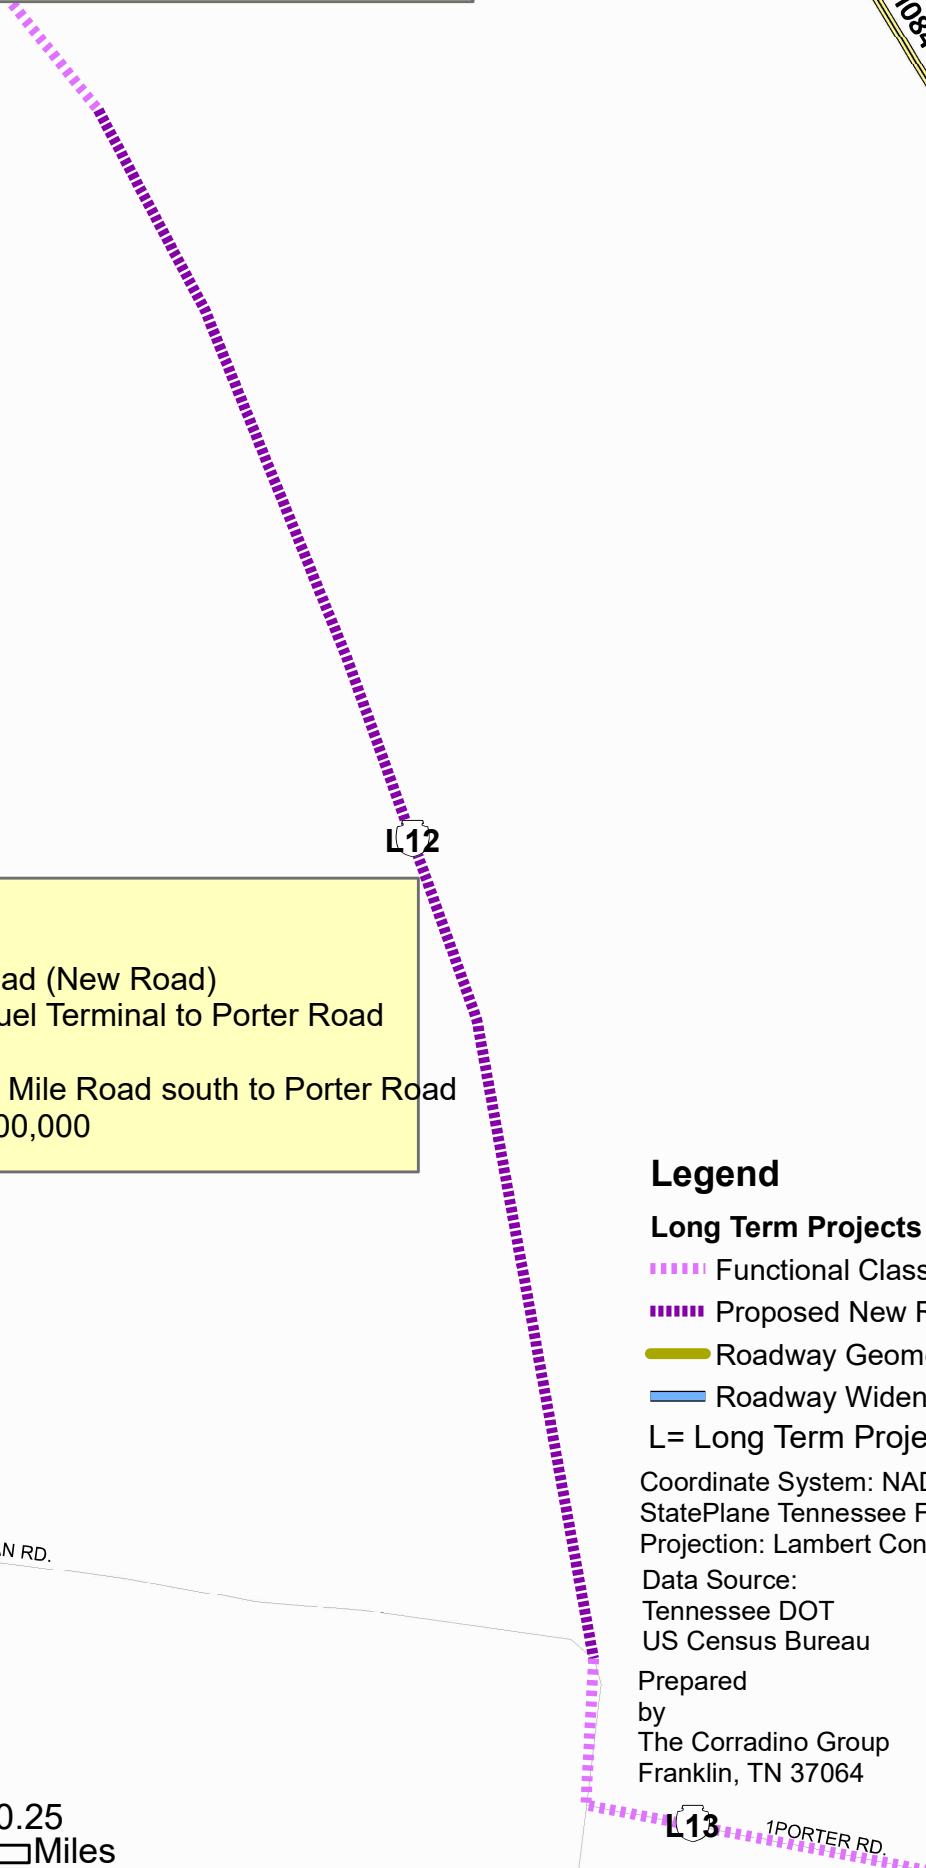 1084
L12
ad (New Road)
uel Terminal to Porter Road
Mile Road south to Porter Road
00,000
Legend
Long Term Projects
Functional Class
Proposed New R
Roadway Geom
Roadway Widen
L= Long Term Proje
Coordinate System: NAD
StatePlane Tennessee F
Projection: Lambert Con
Data Source:
Tennessee DOT
US Census Bureau
AN RD.
Prepared
by
The Corradino Group
Franklin, TN 37064
0.25
Miles
L13
1PORTER RD.